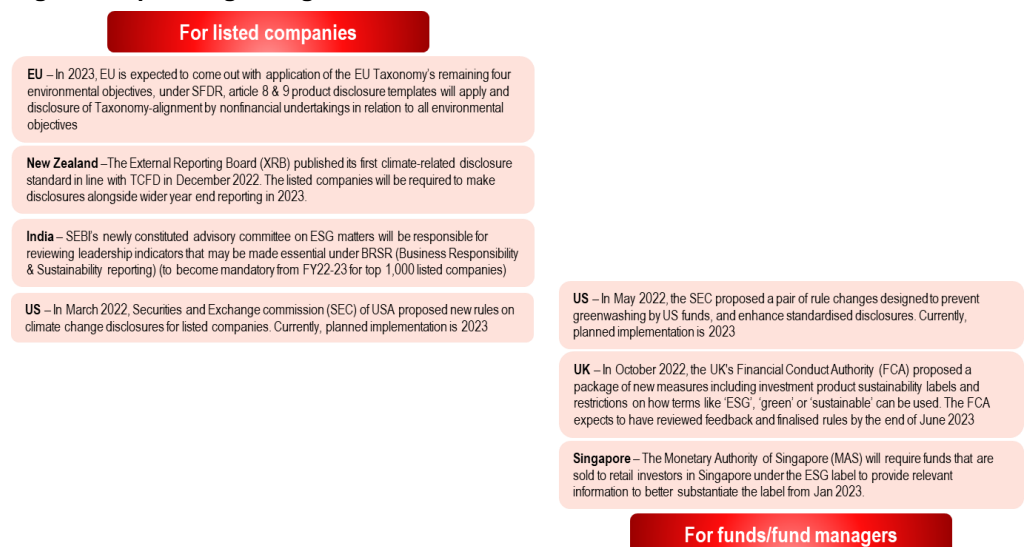 For listed companies
EU – In 2023, EU is expected to come out with application of the EU Taxonomy's remaining four
environmental objectives, under SFDR, article 8 & 9 product disclosure templates will apply and
disclosure of Taxonomy-alignment by nonfinancial undertakings in relation to all environmental
objectives
New Zealand –The External Reporting Board (XRB) published its first climate-related disclosure
standard in line with TCFD in December 2022. The listed companies will be required to make
disclosures alongside wider year end reporting in 2023.
India – SEBI's newly constituted advisory committee on ESG matters will be responsible for
reviewing leadership indicators that may be made essential under BRSR (Business Responsibility
& Sustainability reporting) (to become mandatory from FY22-23 for top 1,000 listed companies)
US – In March 2022, Securities and Exchange commission (SEC) of USA proposed new rules on
climate change disclosures for listed companies. Currently, planned implementation is 2023
US – In May 2022, the SEC proposed a pair of rule changes designed to prevent
greenwashing by US funds, and enhance standardised disclosures. Currently,
planned implementation is 2023
UK – In October 2022, the UK's Financial Conduct Authority (FCA) proposed a
package of new measures including investment product sustainability labels and
restrictions on how terms like 'ESG', 'green' or 'sustainable' can be used. The FCA
expects to have reviewed feedback and finalised rules by the end of June 2023
Singapore – The Monetary Authority of Singapore (MAS) will require funds that are
sold to retail investors in Singapore under the ESG label to provide relevant
information to better substantiate the label from Jan 2023.
For funds/fund managers